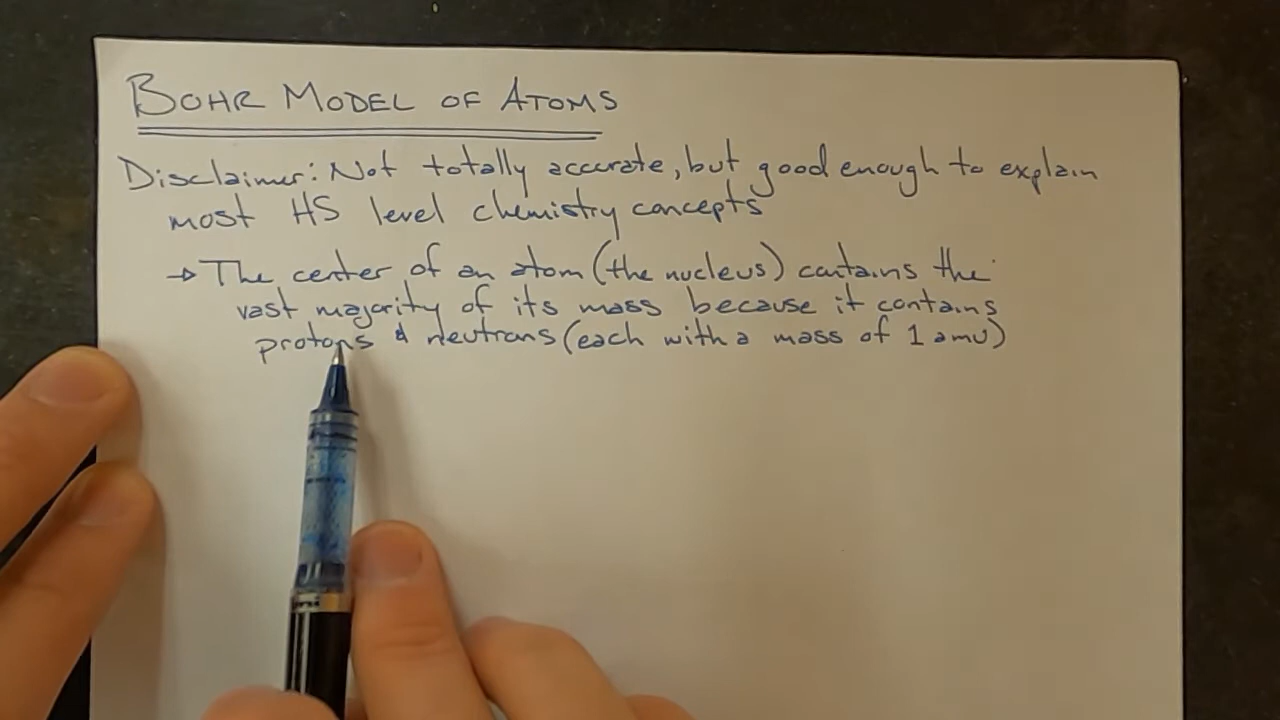 BOHR MODEL OF ATOMS
Disclaimer: Not totally accurate, but good enough to explain
most HS level chemistry concepts
→ The center of an atom (the nucleus) contains the
vast majority of its mass because it contains
protons & neutrons (each with a mass of 1 amu)